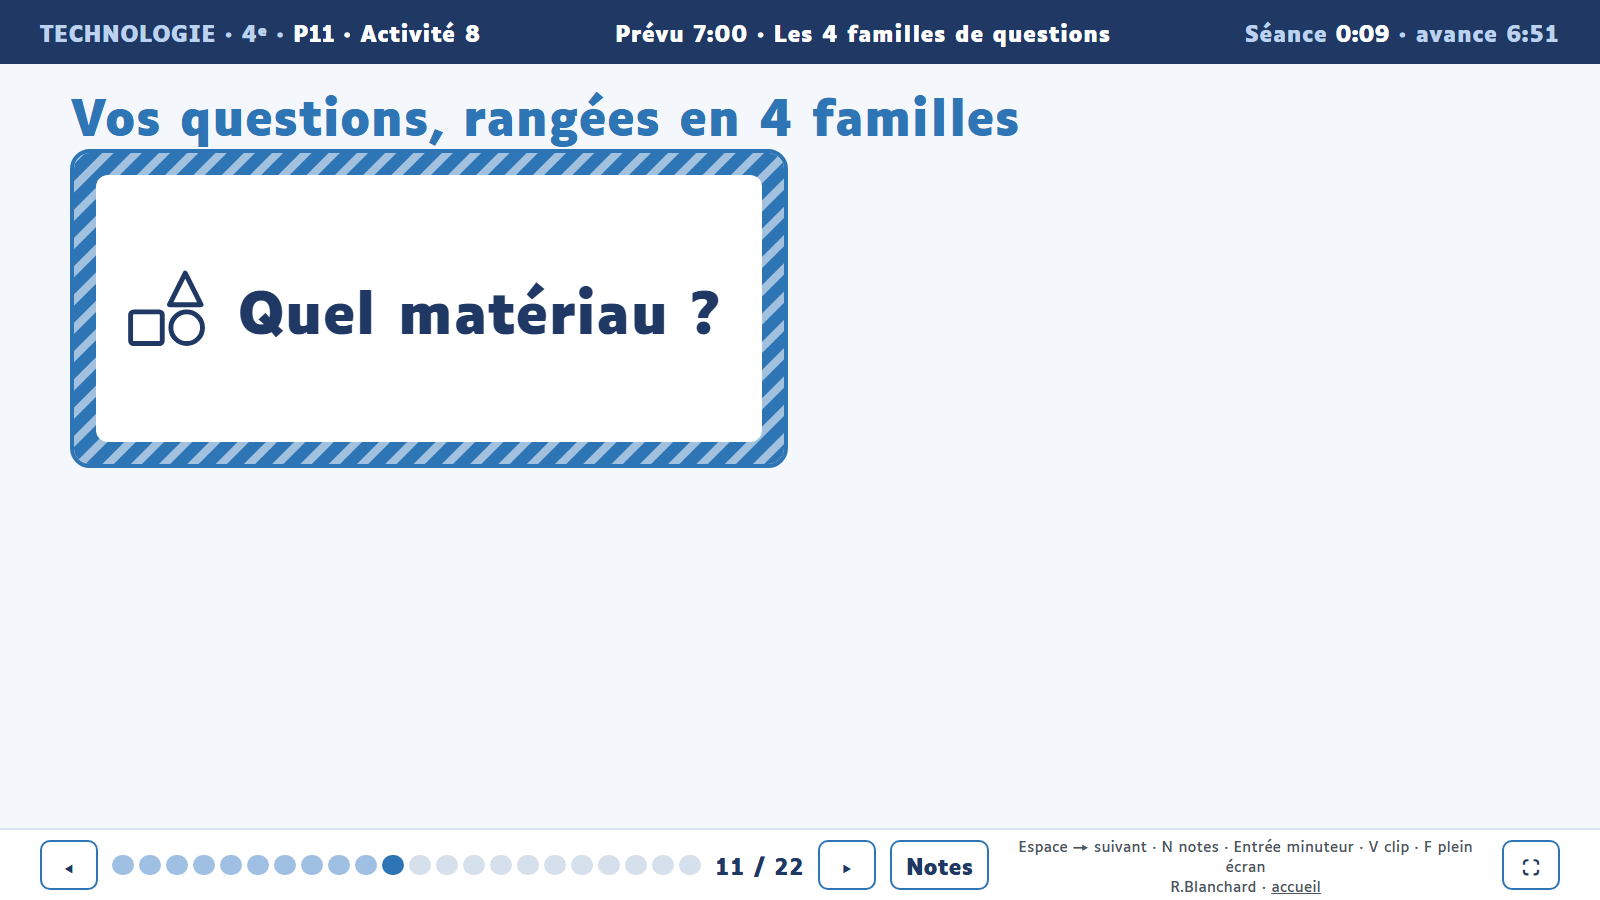 TECHNOLOGIE · 4ᵉ · P11 · Activité 8
Prévu 7:00 · Les 4 familles de questions
Séance 0:09 · avance 6:51
Vos questions, rangées en 4 familles
Quel matériau ?
11 / 22
Notes
Espace → suivant · N notes · Entrée minuteur · V clip · F plein
écran
R.Blanchard · accueil